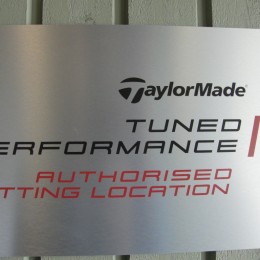 TaylorMade
TUNED
ERFORMANCE
AUTHORISED
TTING LOCATION